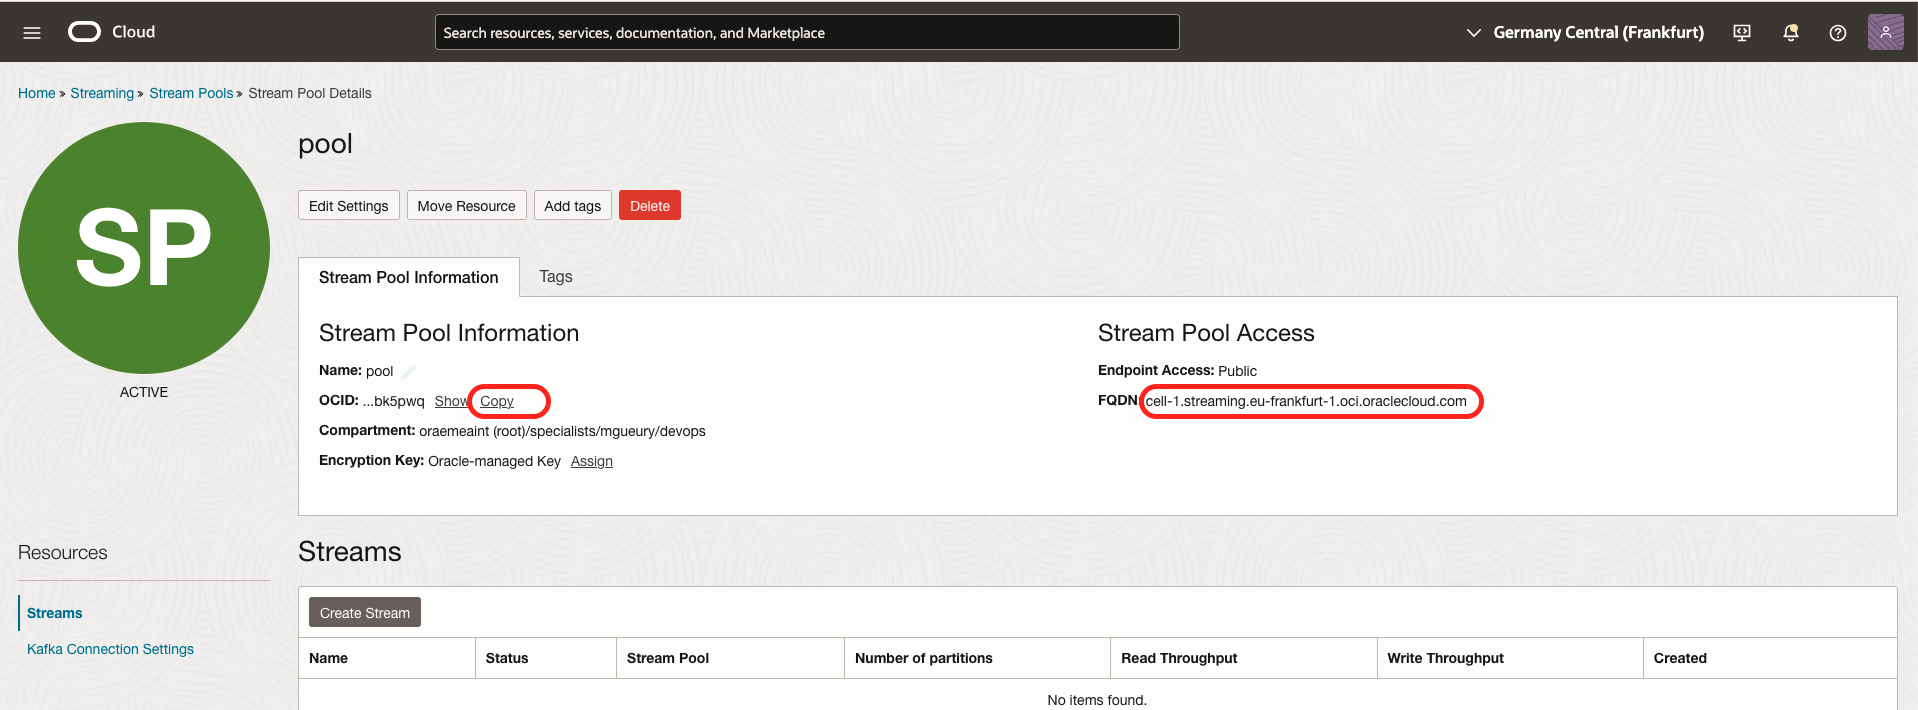 Cloud
Search resources, services, documentation, and Marketplace
Germany Central (Frankfurt)
Home » Streaming » Stream Pools » Stream Pool Details
SP
ACTIVE
pool
Edit Settings Move Resource Add tags Delete
Stream Pool Information Tags
Stream Pool Information
Name: pool
OCID: ...bk5pwq Show Copy
Compartment: oraemeaint (root)/specialists/mgueury/devops
Encryption Key: Oracle-managed Key Assign
Stream Pool Access
Endpoint Access: Public
FQDN: cell-1.streaming.eu-frankfurt-1.oci.oraclecloud.com
Resources
Streams
Kafka Connection Settings
Streams
Create Stream
Name Status Stream Pool Number of partitions Read Throughput Write Throughput Created
No items found.